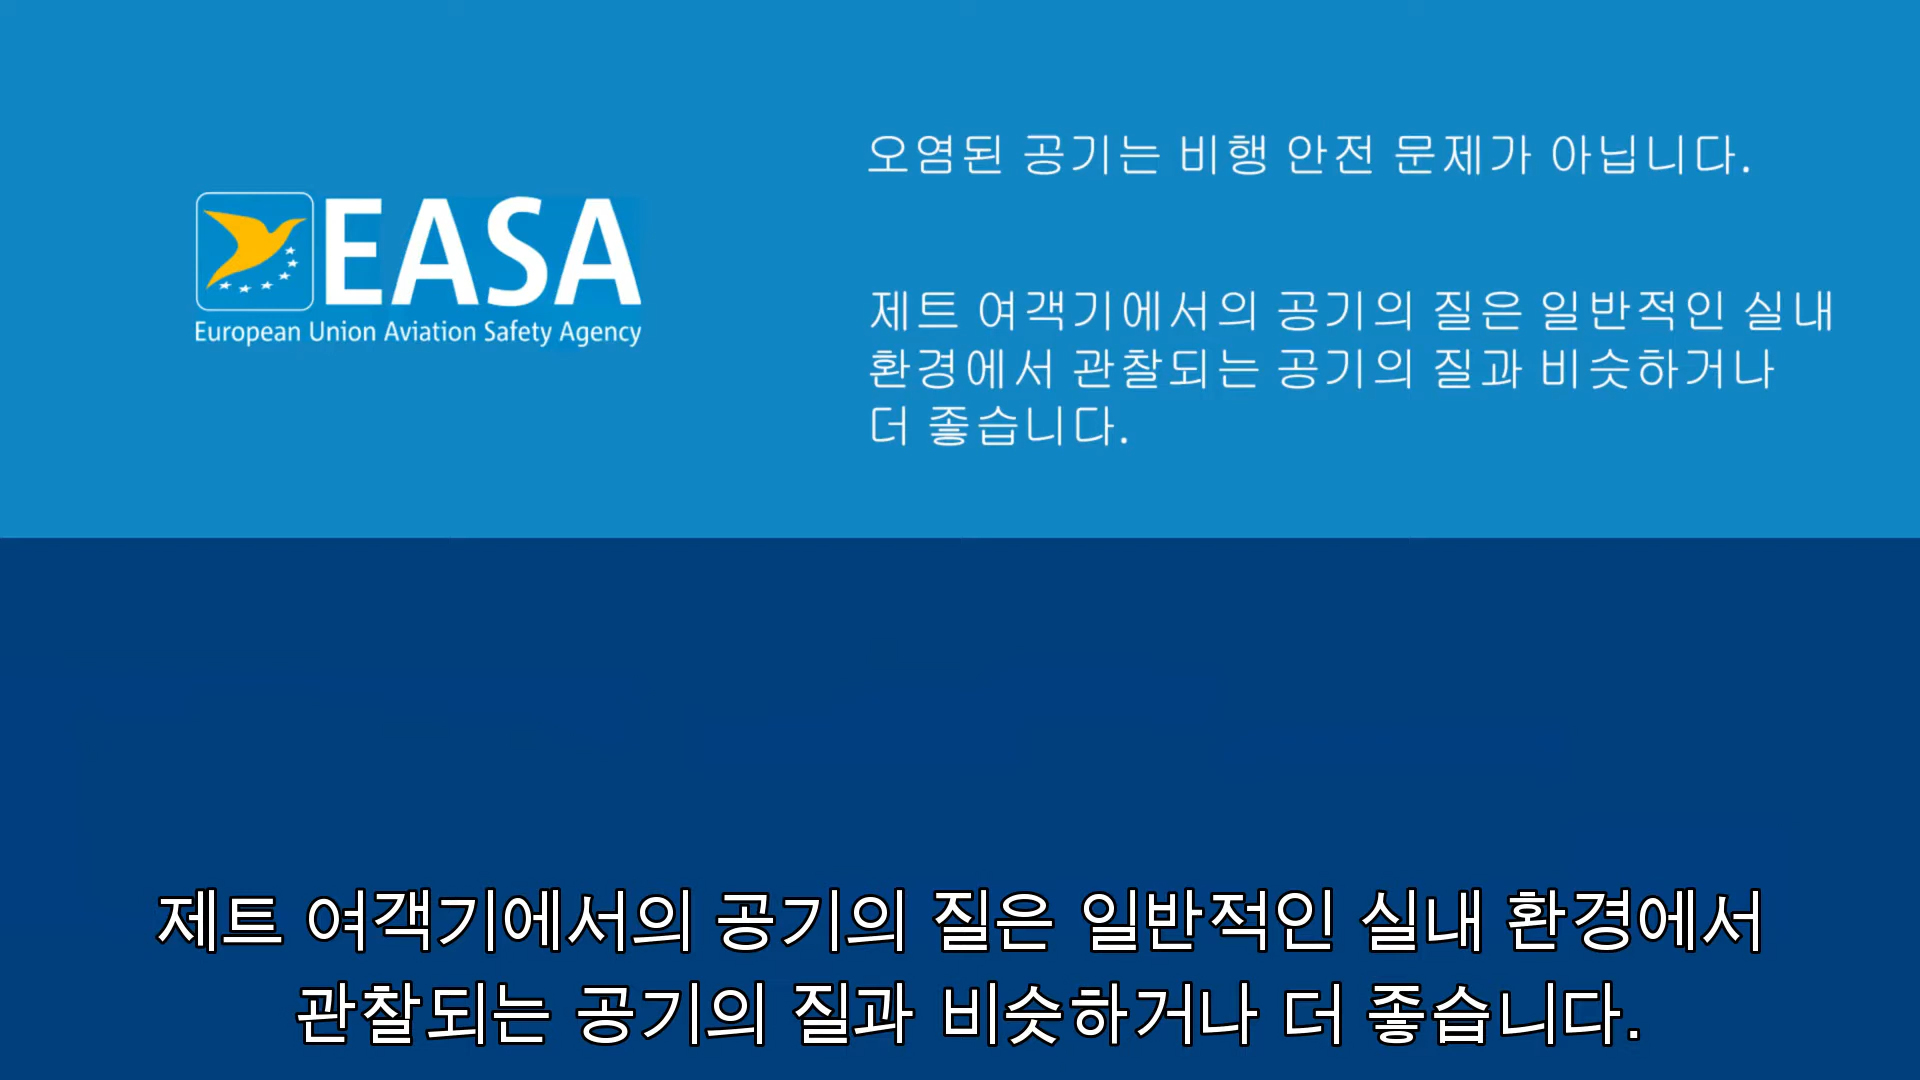 EASA
European Union Aviation Safety Agency
오염된 공기는 비행 안전 문제가 아닙니다.
제트 여객기에서의 공기의 질은 일반적인 실내
환경에서 관찰되는 공기의 질과 비슷하거나
더 좋습니다.
제트 여객기에서의 공기의 질은 일반적인 실내 환경에서
관찰되는 공기의 질과 비슷하거나 더 좋습니다.